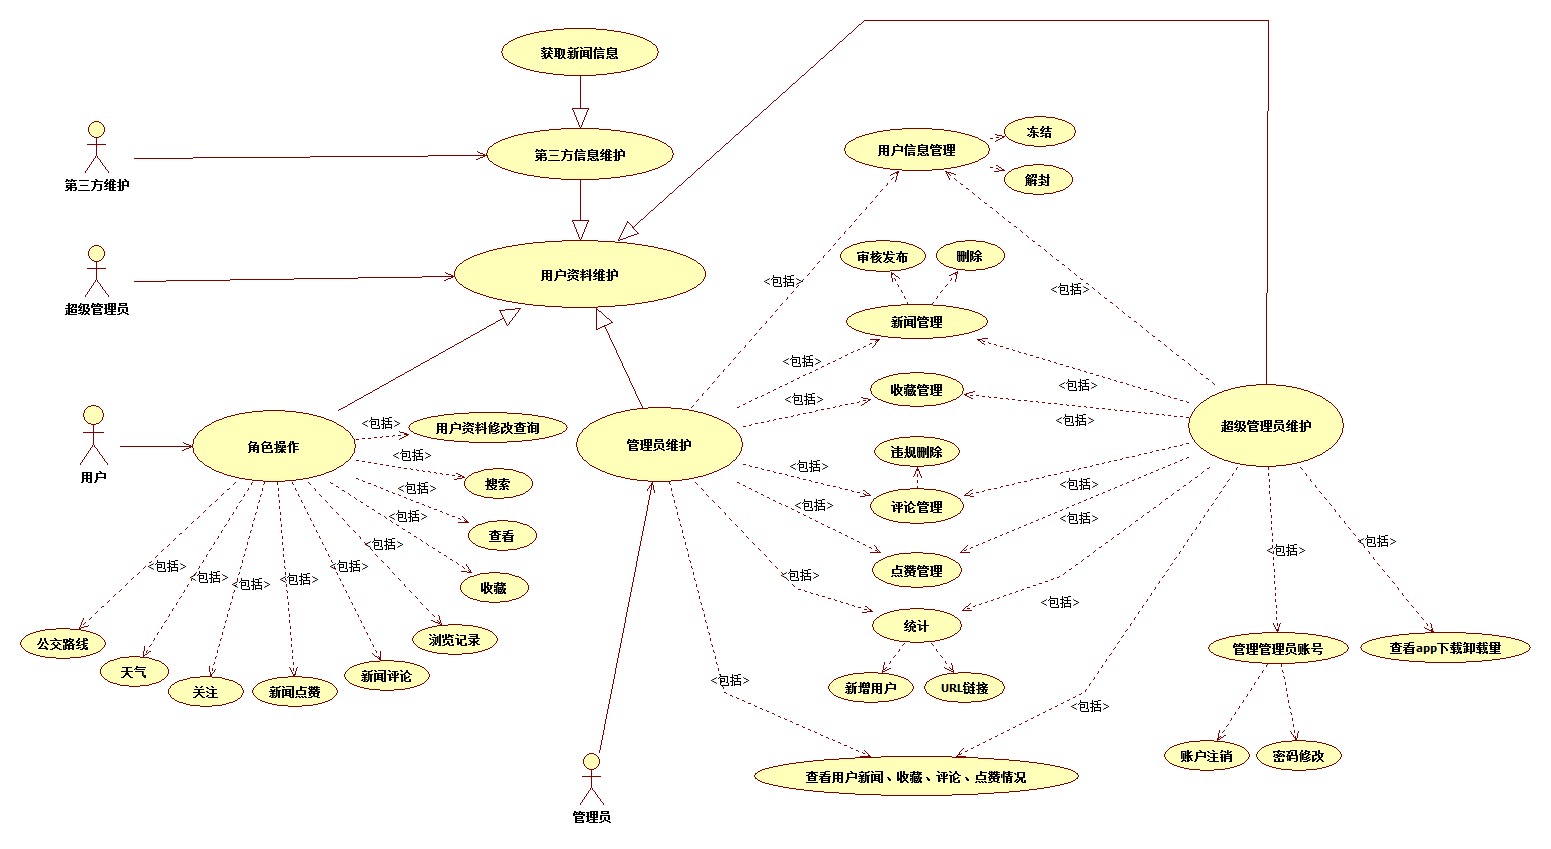 获取新闻信息
第三方信息维护
第三方维护
用户资料维护
超级管理员
用户信息管理
冻结
解封
<包括>
<包括>
审核发布
删除
新闻管理
<包括>
<包括>
收藏管理
<包括>
<包括>
用户
角色操作
<包括>
用户资料修改查询
<包括>
搜索
<包括>
查看
<包括>
收藏
<包括>
浏览记录
<包括>
<包括>
<包括>
<包括>
<包括>
公交路线
天气
关注
新闻点赞
新闻评论
管理员维护
超级管理员维护
违规删除
<包括>
<包括>
评论管理
<包括>
<包括>
点赞管理
<包括>
<包括>
统计
新增用户
URL链接
<包括>
<包括>
查看用户新闻、收藏、评论、点赞情况
<包括>
<包括>
管理管理员账号
查看app下载卸载量
账户注销
密码修改
管理员